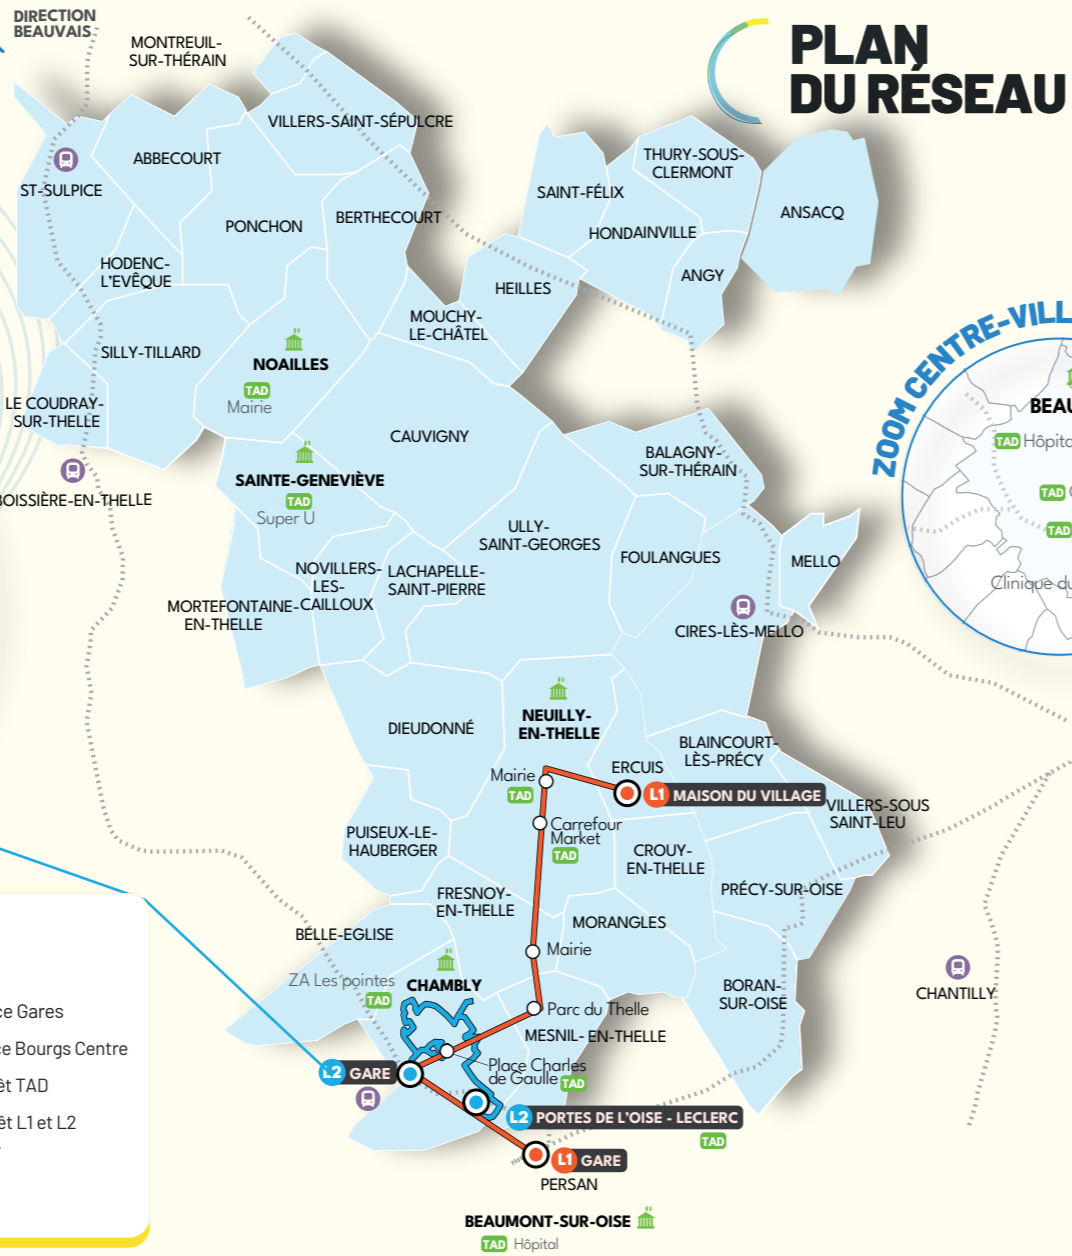 DIRECTION
BEAUVAIS
PLAN
DU RÉSEAU
MONTREUIL-
SUR-THÉRAIN
VILLERS-SAINT-SÉPULCRE
ABBECOURT
ST-SULPICE
PONCHON
BERTHECOURT
HODENC-
L'EVÊQUE
THURY-SOUS-
CLERMONT
SAINT-FÉLIX
ANSACQ
HONDAINVILLE
ANGY
HEILLES
MOUCHY-
LE-CHÂTEL
SILLY-TILLARD
NOAILLES
TAD
Mairie
LE COUDRAY-
SUR-THELLE
CAUVIGNY
SAINTE-GENEVIÈVE
TAD
Super U
BOISSIÈRE-EN-THELLE
BALAGNY-
SUR-THÉRAIN
ULLY-
SAINT-GEORGES
FOULANGUES
MELLO
NOVILLERS-
LES-
CAILLOUX
LACHAPELLE-
SAINT-PIERRE
MORTEFONTAINE-
EN-THELLE
CIRES-LÈS-MELLO
ZOOM CENTRE-VILL
BEAU
TAD Hôpita
TAD
TAD
Clinique du
DIEUDONNÉ
NEUILLY-
EN-THELLE
BLAINCOURT-
LÈS-PRÉCY
ERCUIS
Mairie
TAD
L1 MAISON DU VILLAGE
VILLERS-SOUS
SAINT-LEU
Carrefour
Market
TAD
PUISEUX-LE-
HAUBERGER
CROUY-
EN-THELLE
PRÉCY-SUR-OISE
FRESNOY-
EN-THELLE
MORANGLES
BELLE-EGLISE
Mairie
ZA Les pointes
TAD
CHAMBLY
BORAN-
SUR-OISE
CHANTILLY
Parc du Thelle
MESNIL-EN-THELLE
Place Charles
de Gaulle TAD
L2 GARE
L2 PORTES DE L'OISE - LECLERC
TAD
L1 GARE
PERSAN
BEAUMONT-SUR-OISE
TAD Hôpital
ce Gares
ce Bourgs Centre
êt TAD
êt L1 et L2